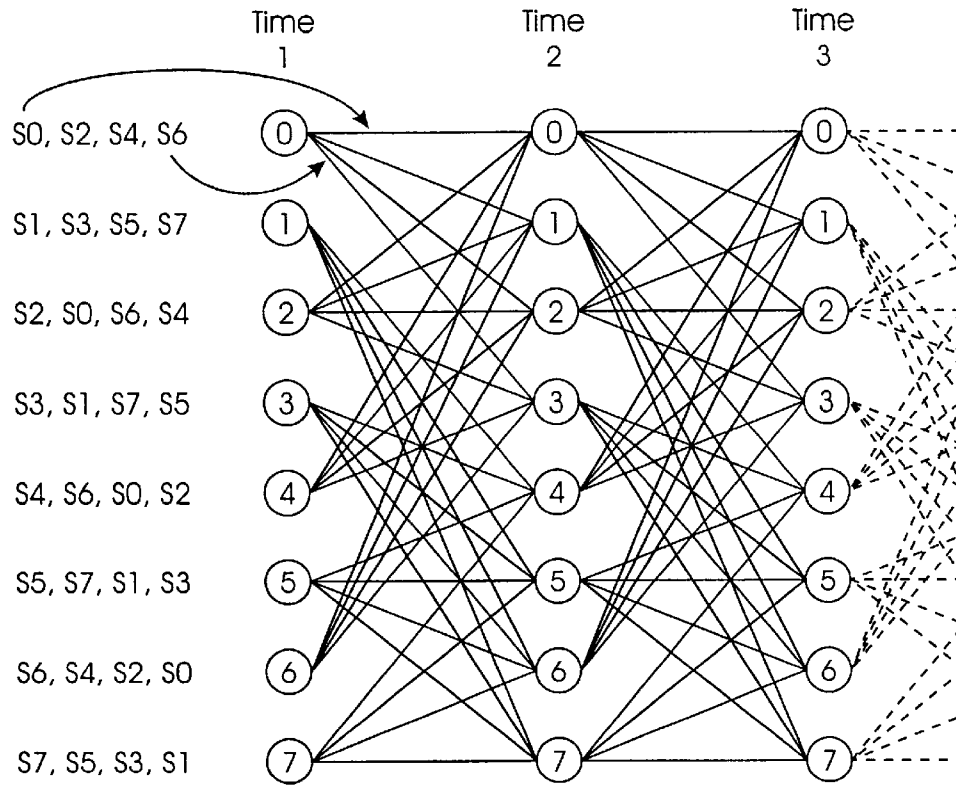 Time Time Time
1 2 3
S0, S2, S4, S6 0 0 0
S1, S3, S5, S7 1 1 1
S2, S0, S6, S4 2 2 2
S3, S1, S7, S5 3 3 3
S4, S6, S0, S2 4 4 4
S5, S7, S1, S3 5 5 5
S6, S4, S2, S0 6 6 6
S7, S5, S3, S1 7 7 7